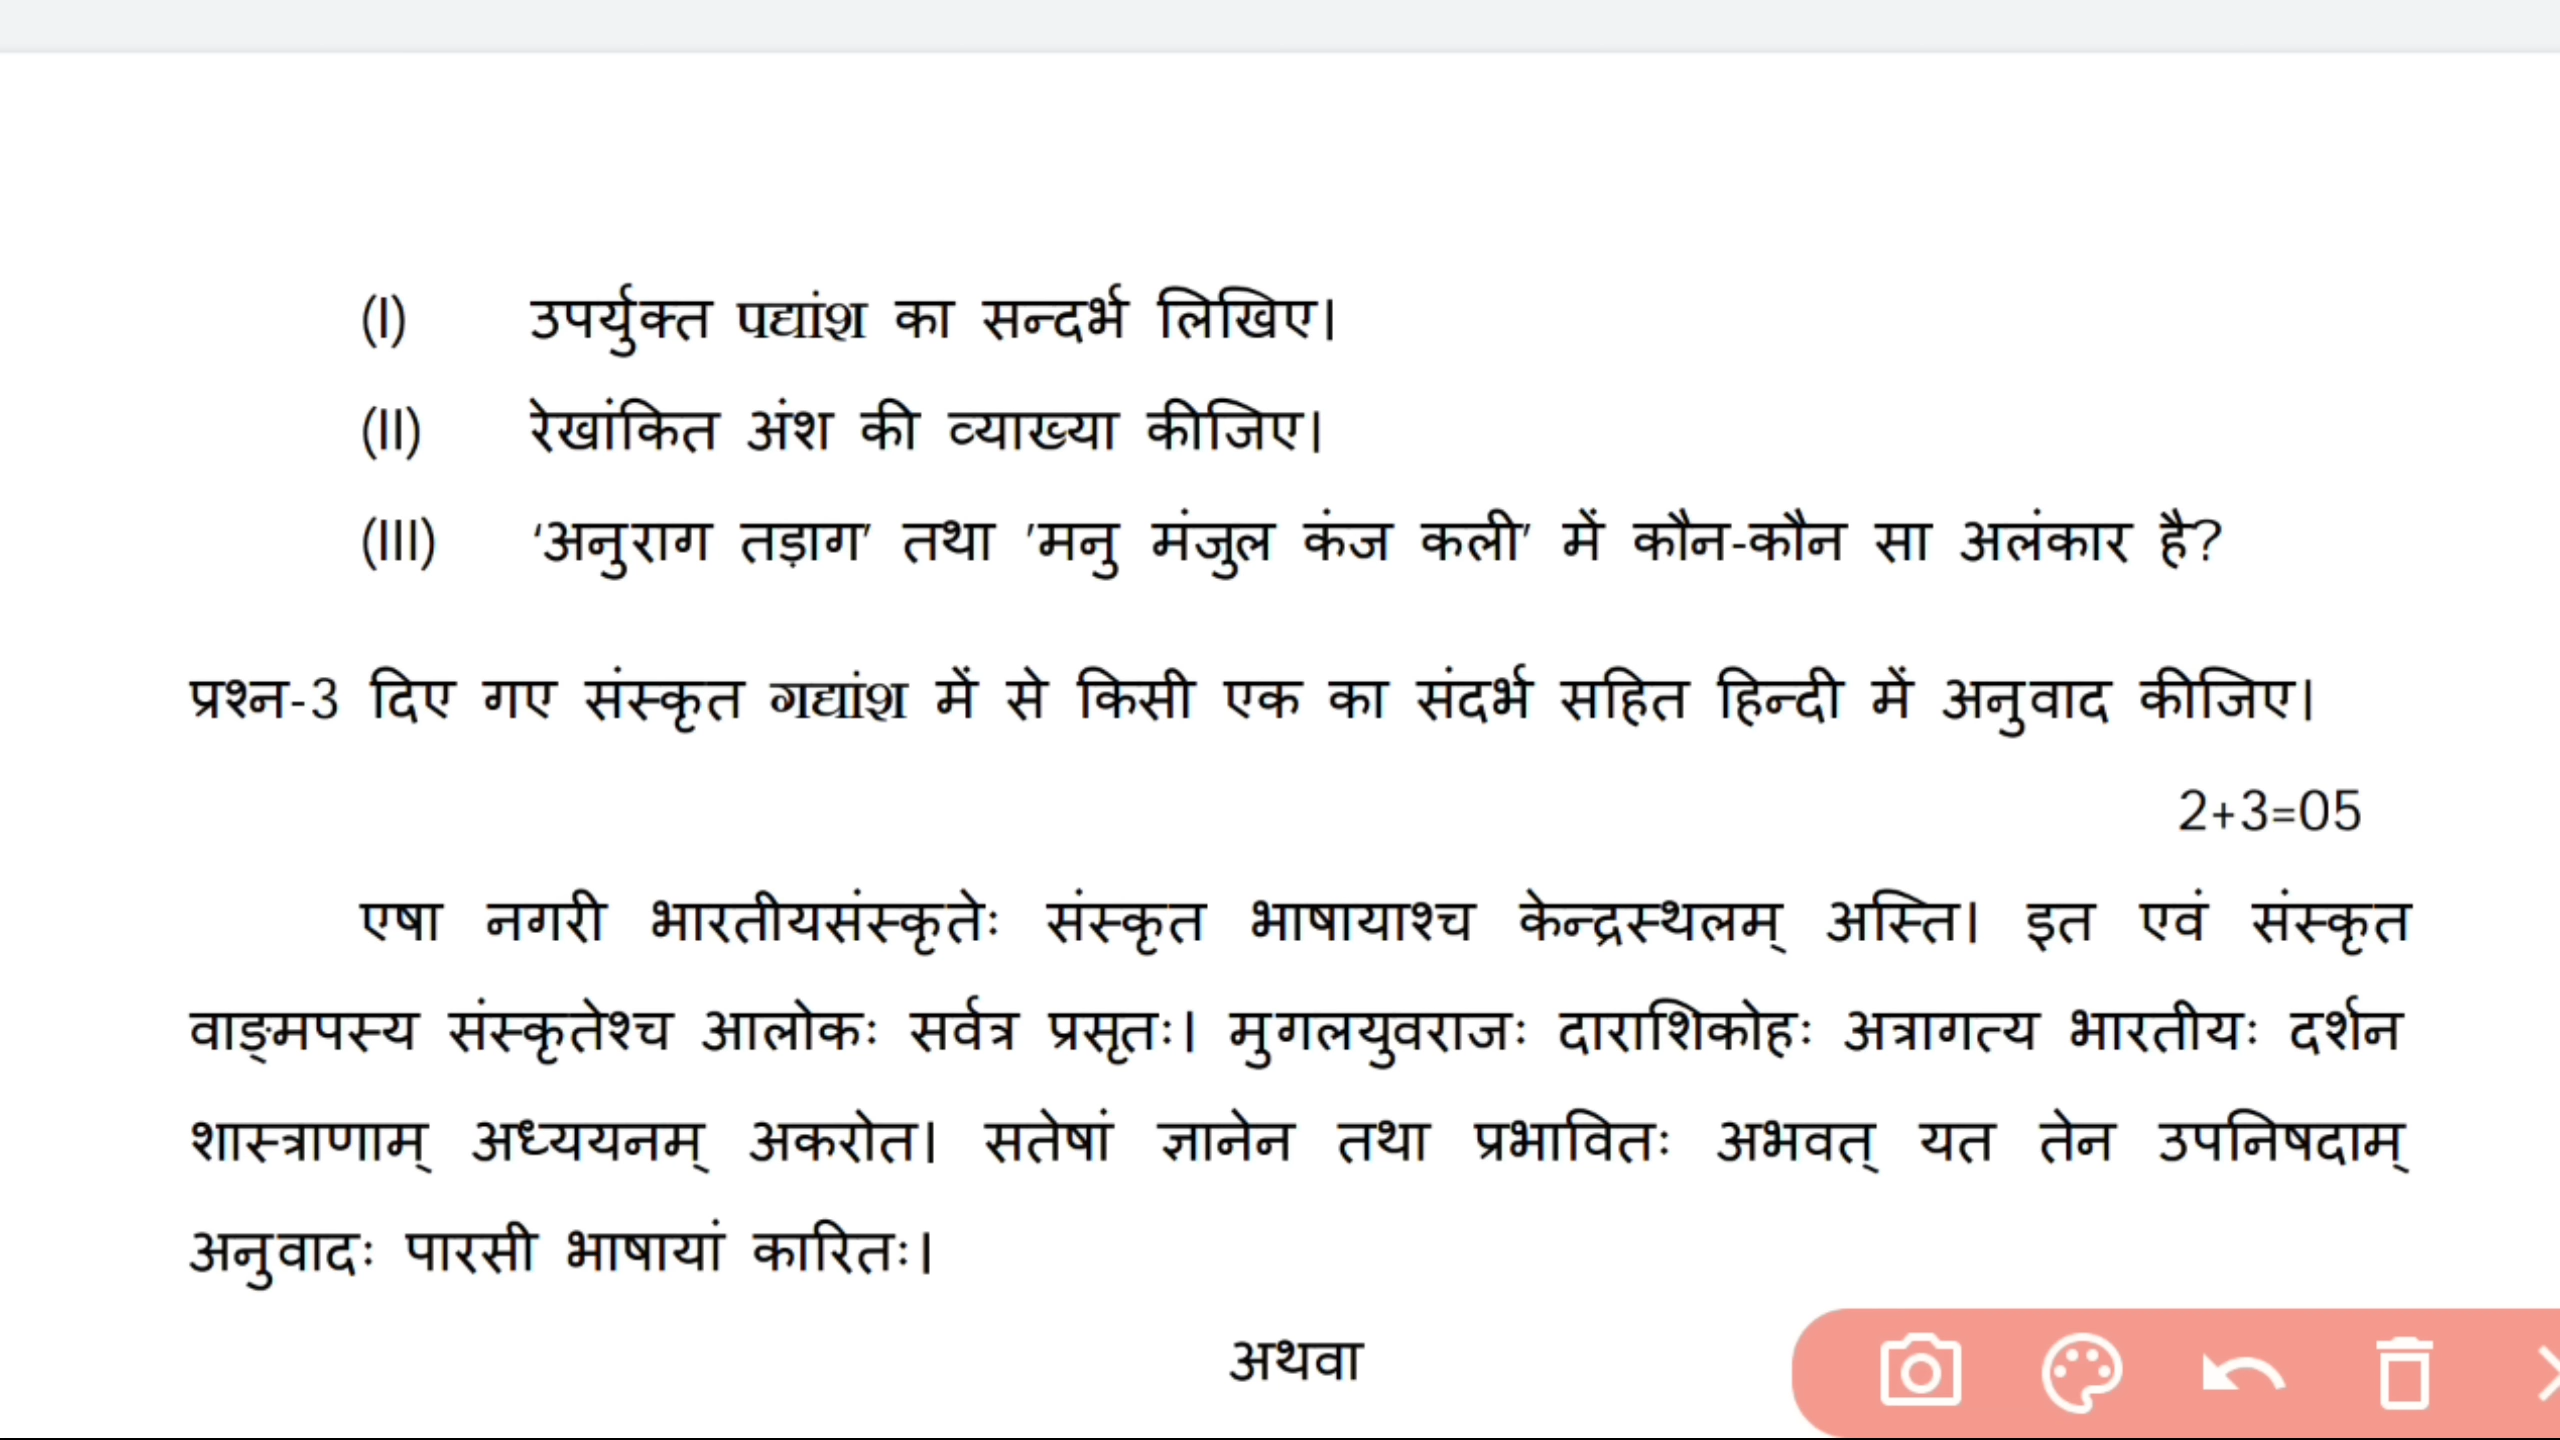 (I) उपर्युक्त पद्यांश का सन्दर्भ लिखिए।
(II) रेखांकित अंश की व्याख्या कीजिए।
(III) ‘अनुराग तड़ाग’ तथा ’मनु मंजुल कंज कली’ में कौन-कौन सा अलंकार है?
प्रश्न-3 दिए गए संस्कृत गद्यांश में से किसी एक का संदर्भ सहित हिन्दी में अनुवाद कीजिए।
2+3=05
एषा नगरी भारतीयसंस्कृतेः संस्कृत भाषायाश्च केन्द्रस्थलम् अस्ति। इत एवं संस्कृत
वाङ्मपस्य संस्कृतेश्च आलोकः सर्वत्र प्रसृतः। मुगलयुवराजः दाराशिकोहः अत्रागत्य भारतीयः दर्शन
शास्त्राणाम् अध्ययनम् अकरोत। सतेषां ज्ञानेन तथा प्रभावितः अभवत् यत तेन उपनिषदाम्
अनुवादः पारसी भाषायां कारितः।
अथवा